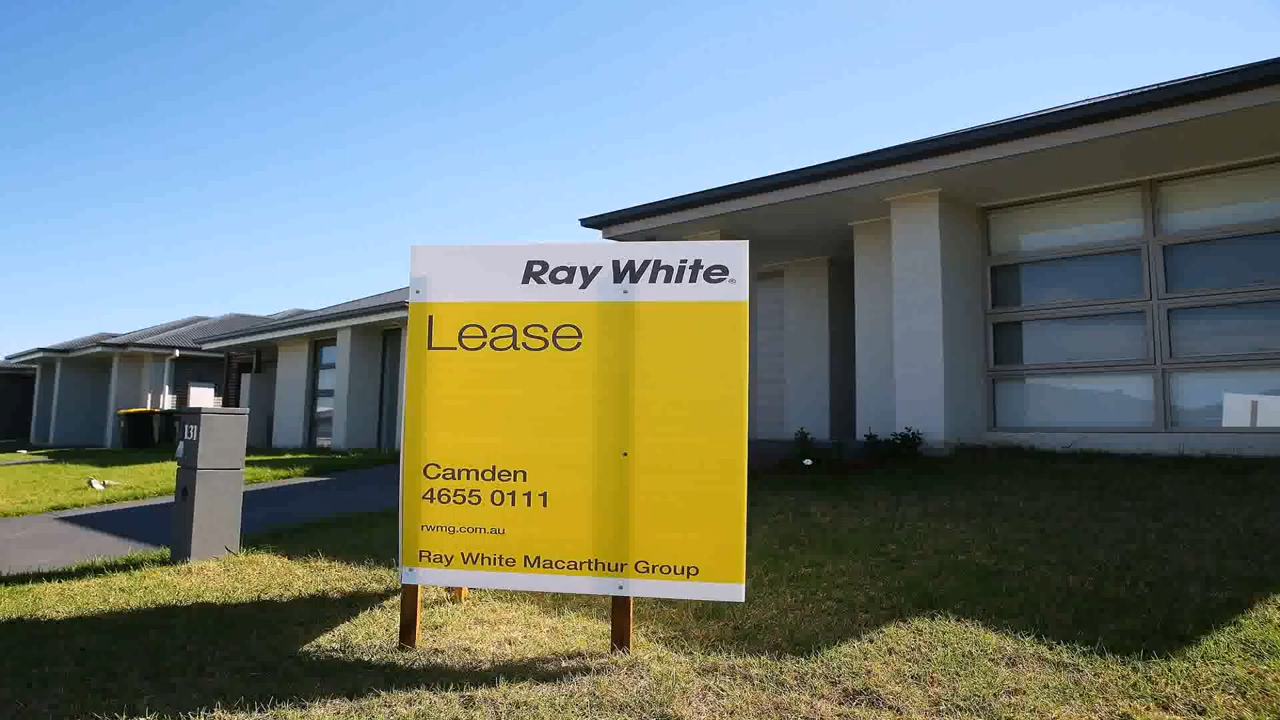 Ray White®
Lease
Camden
4655 0111
rwmg.com.au
Ray White Macarthur Group
131